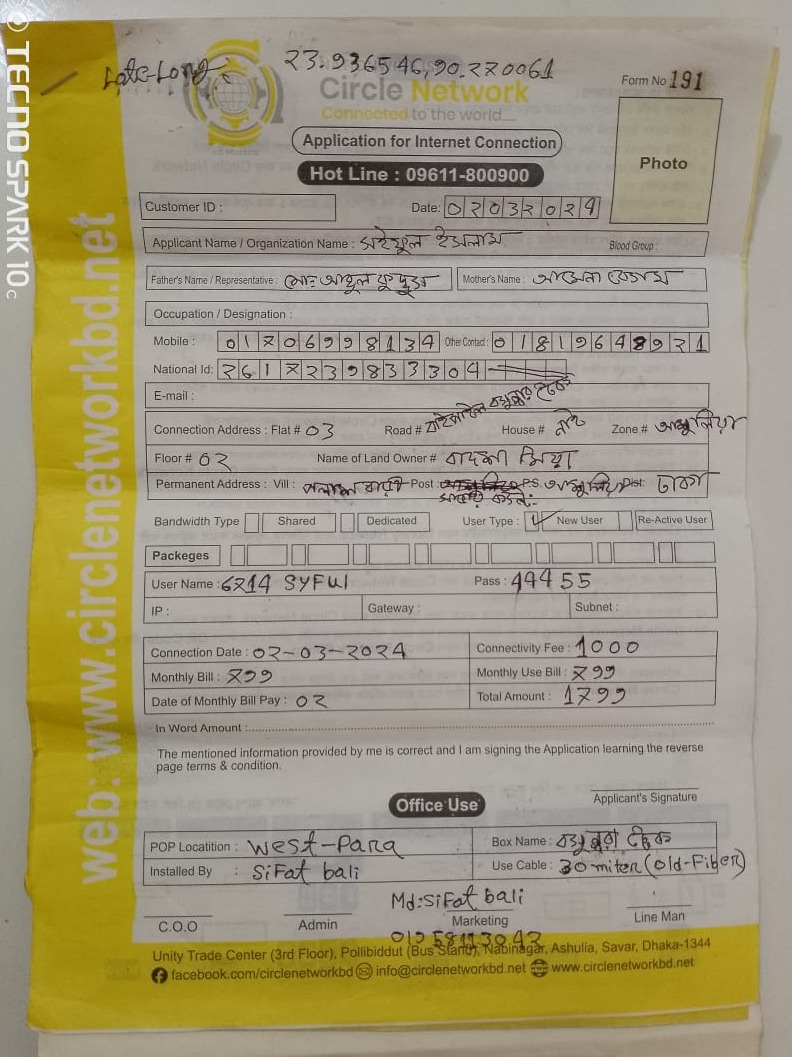 Late-Long: 23.936546, 90.270061
Circle Network
Connected to the world....
Form No 191
Application for Internet Connection
Photo
Hot Line : 09611-800900
Customer ID :
Date: 02032024
Applicant Name / Organization Name : সাইফুল ইসলাম Blood Group :
Father's Name / Representative : মোঃ আব্দুল কুদ্দুস Mother's Name : বেগম
Occupation / Designation :
Mobile : 01706998134 Other Contact : 01819648921
National Id: 2617239833304
E-mail :
Connection Address : Flat # 03 Road # House # নাই Zone # আশুলিয়া
Floor # 02 Name of Land Owner # বাদশা মিয়া
Permanent Address : Vill : পলাশ বাড়ী Post : P.S. আশুলিয়া Dist: ঢাকা
Bandwidth Type Shared Dedicated User Type : ✓ New User Re-Active User
Packeges
User Name : 6214 SYFUl Pass : 44455
IP : Gateway : Subnet :
Connection Date : 02-03-2024 Connectivity Fee : 1000
Monthly Bill : 799 Monthly Use Bill : 799
Date of Monthly Bill Pay : 02 Total Amount : 1799
In Word Amount :
The mentioned information provided by me is correct and I am signing the Application learning the reverse
page terms & condition.
Office Use
Applicant's Signature
POP Locatition : West-Para Box Name :
Installed By : SiFat bali Use Cable : 30 miter (Old-Fiber)
Md:SiFat bali
C.O.O Admin Marketing Line Man
Unity Trade Center (3rd Floor), Pollibiddut (Bus Stand), Nabinagar, Ashulia, Savar, Dhaka-1344
facebook.com/circlenetworkbd info@circlenetworkbd.net www.circlenetworkbd.net
web: www.circlenetworkbd.net
TECNO SPARK 10C